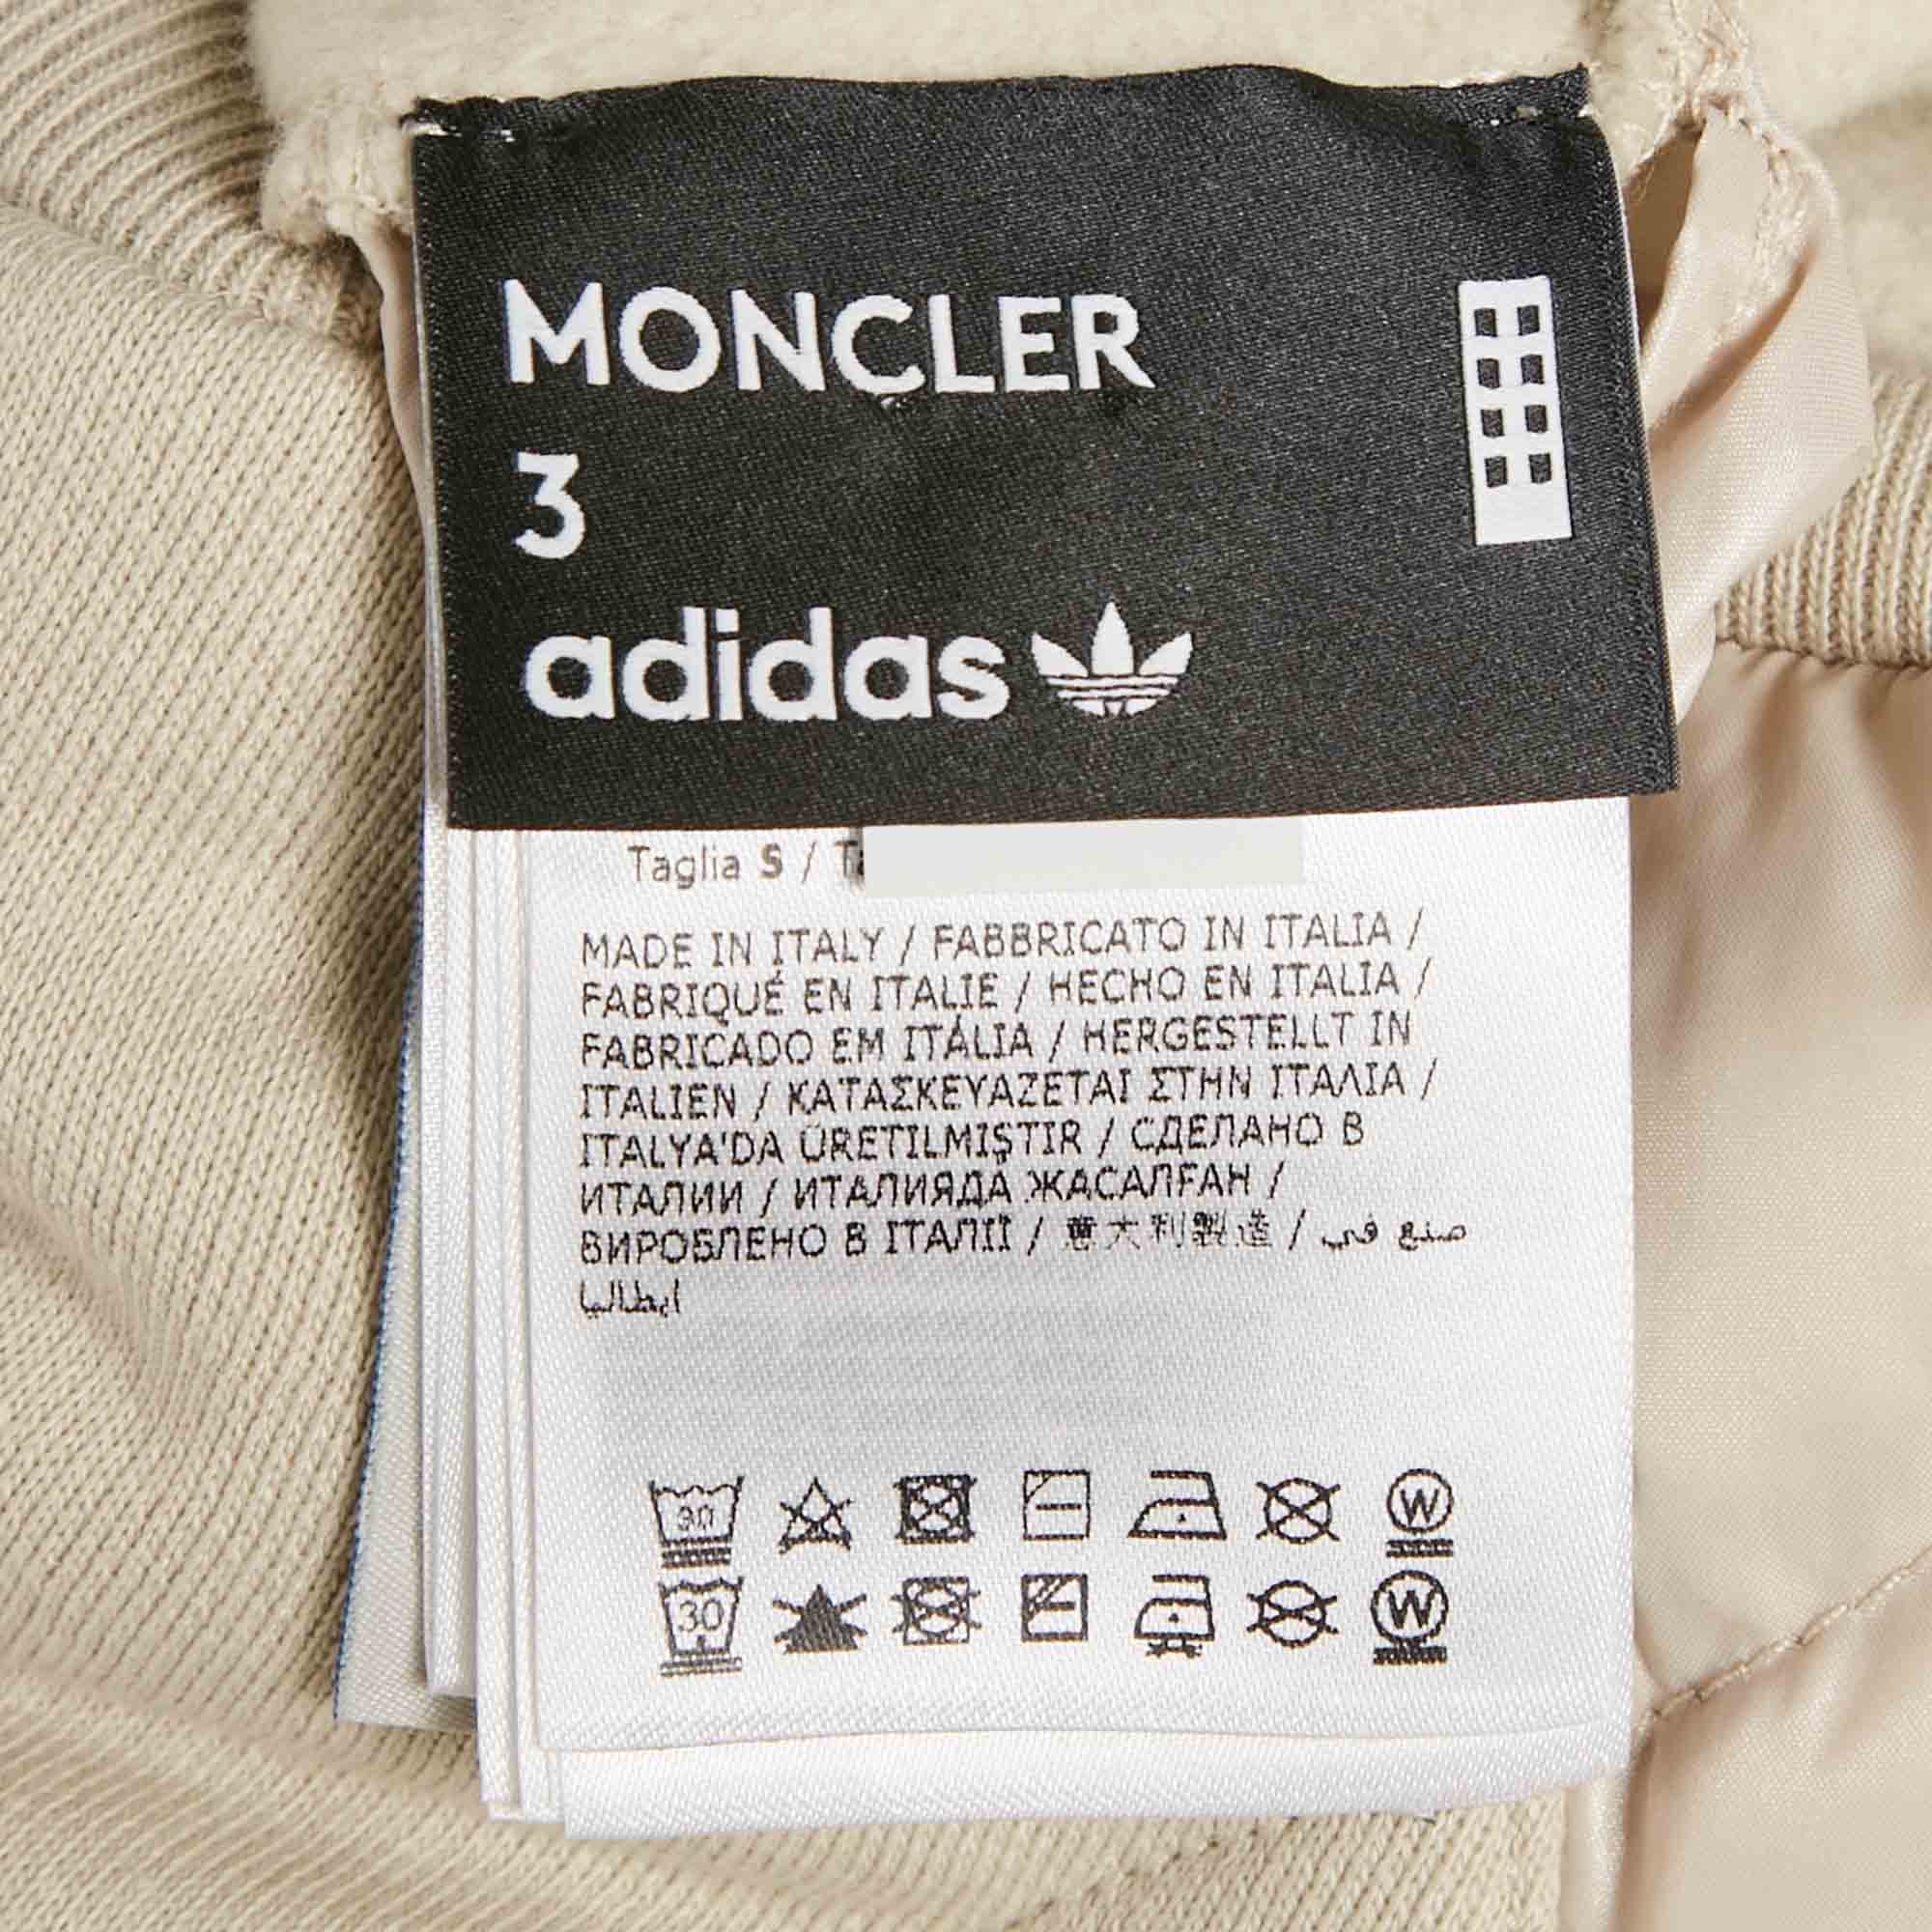 MONCLER
3
adidas
Taglia S /
MADE IN ITALY / FABBRICATO IN ITALIA /
FABRIQUÉ EN ITALIE / HECHO EN ITALIA /
FABRICADO EM ITÁLIA / HERGESTELLT IN
ITALIEN / ΚΑΤΑΣΚΕΥΑΖΕΤΑΙ ΣΤΗΝ ΙΤΑΛΙΑ /
ITALYA'DA ÜRETILMIŞTIR / СДЕЛАНО В
ИТАЛИИ / ИТАЛИЯДА ЖАСАЛҒАН /
ВИРОБЛЕНО В ІТАЛІЇ / 意大利製造 / صنع في
ايطاليا
30
W
30
W